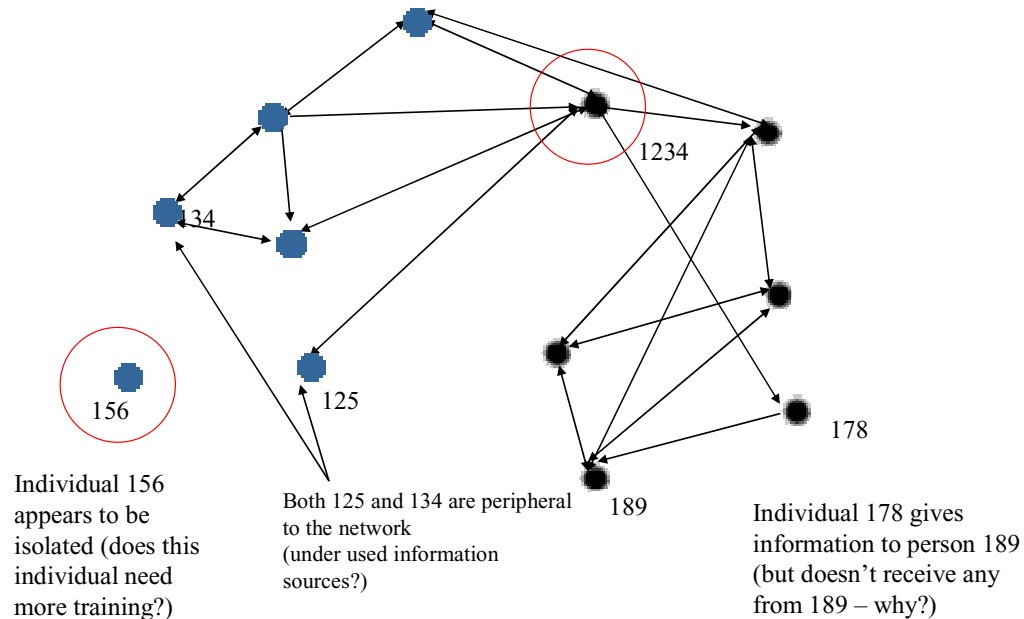 1234
134
156
125
178
189
Individual 156
appears to be
isolated (does this
individual need
more training?)
Both 125 and 134 are peripheral
to the network
(under used information
sources?)
Individual 178 gives
information to person 189
(but doesn’t receive any
from 189 – why?)